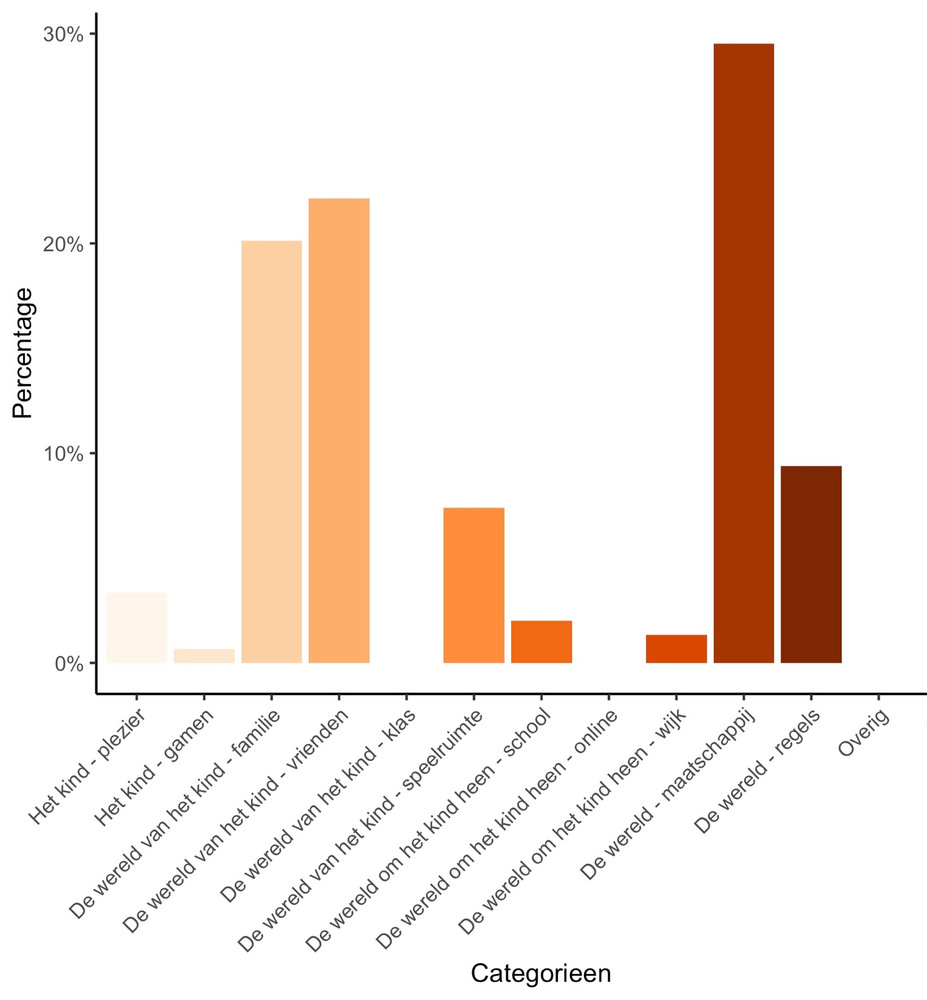 30%
20%
10%
0%
Percentage
Het kind - plezier
Het kind - gamen
De wereld van het kind - familie
De wereld van het kind - vrienden
De wereld van het kind - klas
De wereld van het kind - speelruimte
De wereld om het kind heen - school
De wereld om het kind heen - online
De wereld om het kind heen - wijk
De wereld - maatschappij
De wereld - regels
Overig
Categorieen